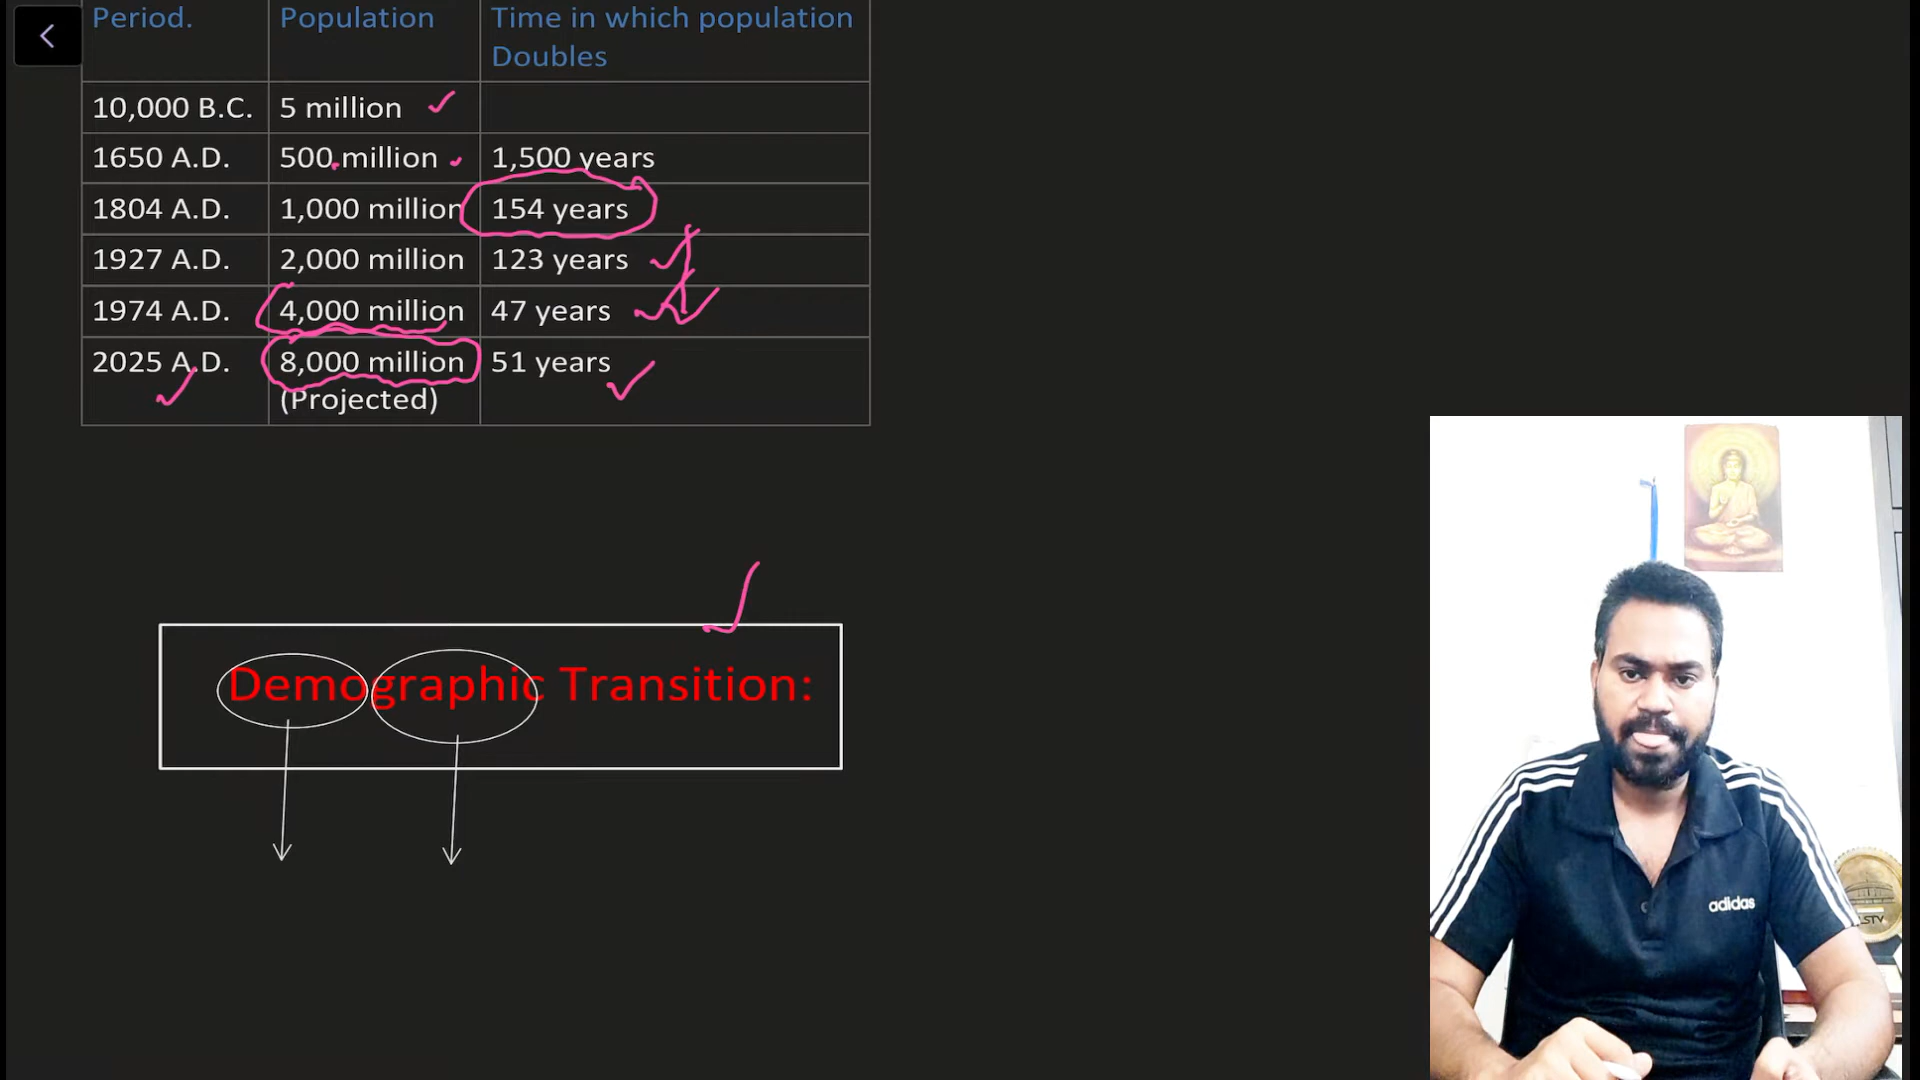 Period. Population Time in which population
Doubles
10,000 B.C. 5 million
1650 A.D. 500 million 1,500 years
1804 A.D. 1,000 million 154 years
1927 A.D. 2,000 million 123 years
1974 A.D. 4,000 million 47 years
2025 A.D. 8,000 million 51 years
(Projected)
Demographic Transition:
adidas